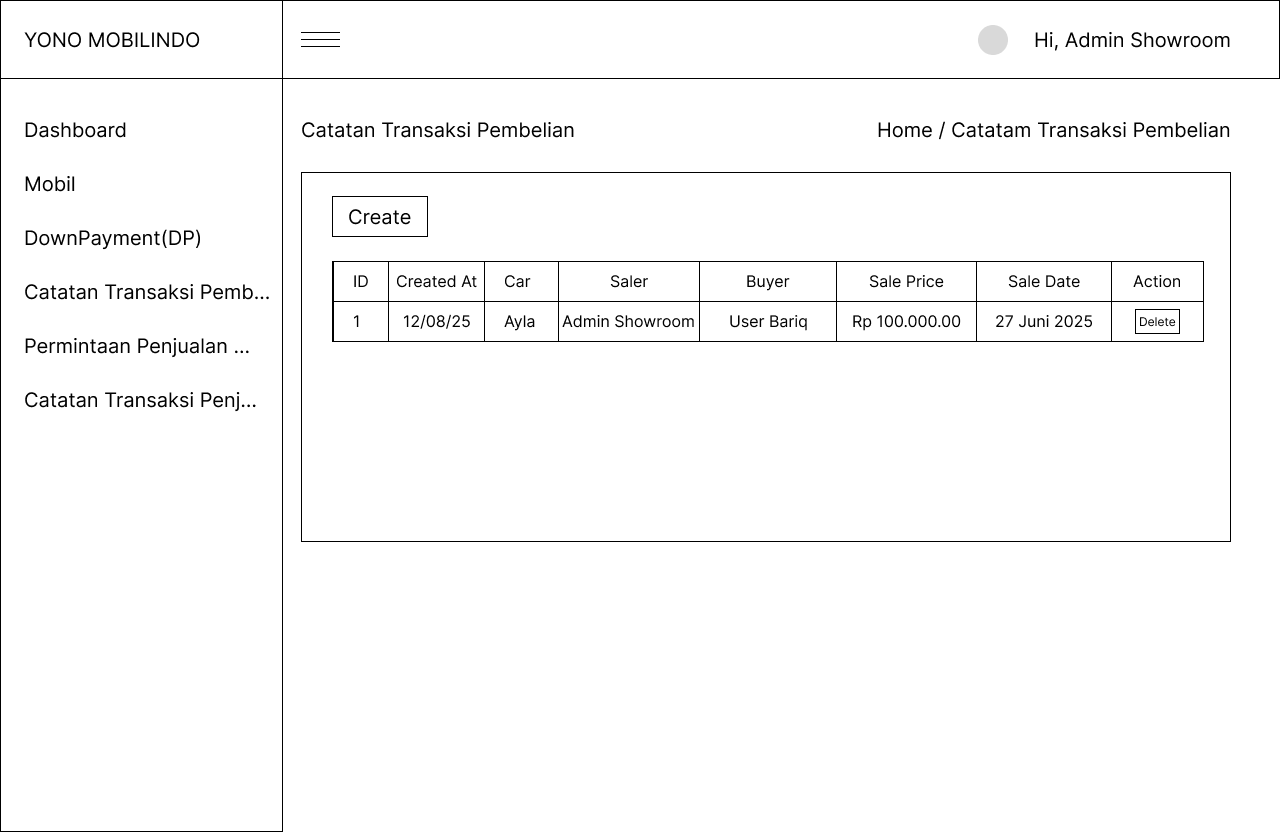 YONO MOBILINDO
Hi, Admin Showroom
Dashboard
Mobil
DownPayment(DP)
Catatan Transaksi Pemb...
Permintaan Penjualan ...
Catatan Transaksi Penj...
Catatan Transaksi Pembelian
Home / Catatam Transaksi Pembelian
Create
ID Created At Car Saler Buyer Sale Price Sale Date Action
1 12/08/25 Ayla Admin Showroom User Bariq Rp 100.000.00 27 Juni 2025 Delete